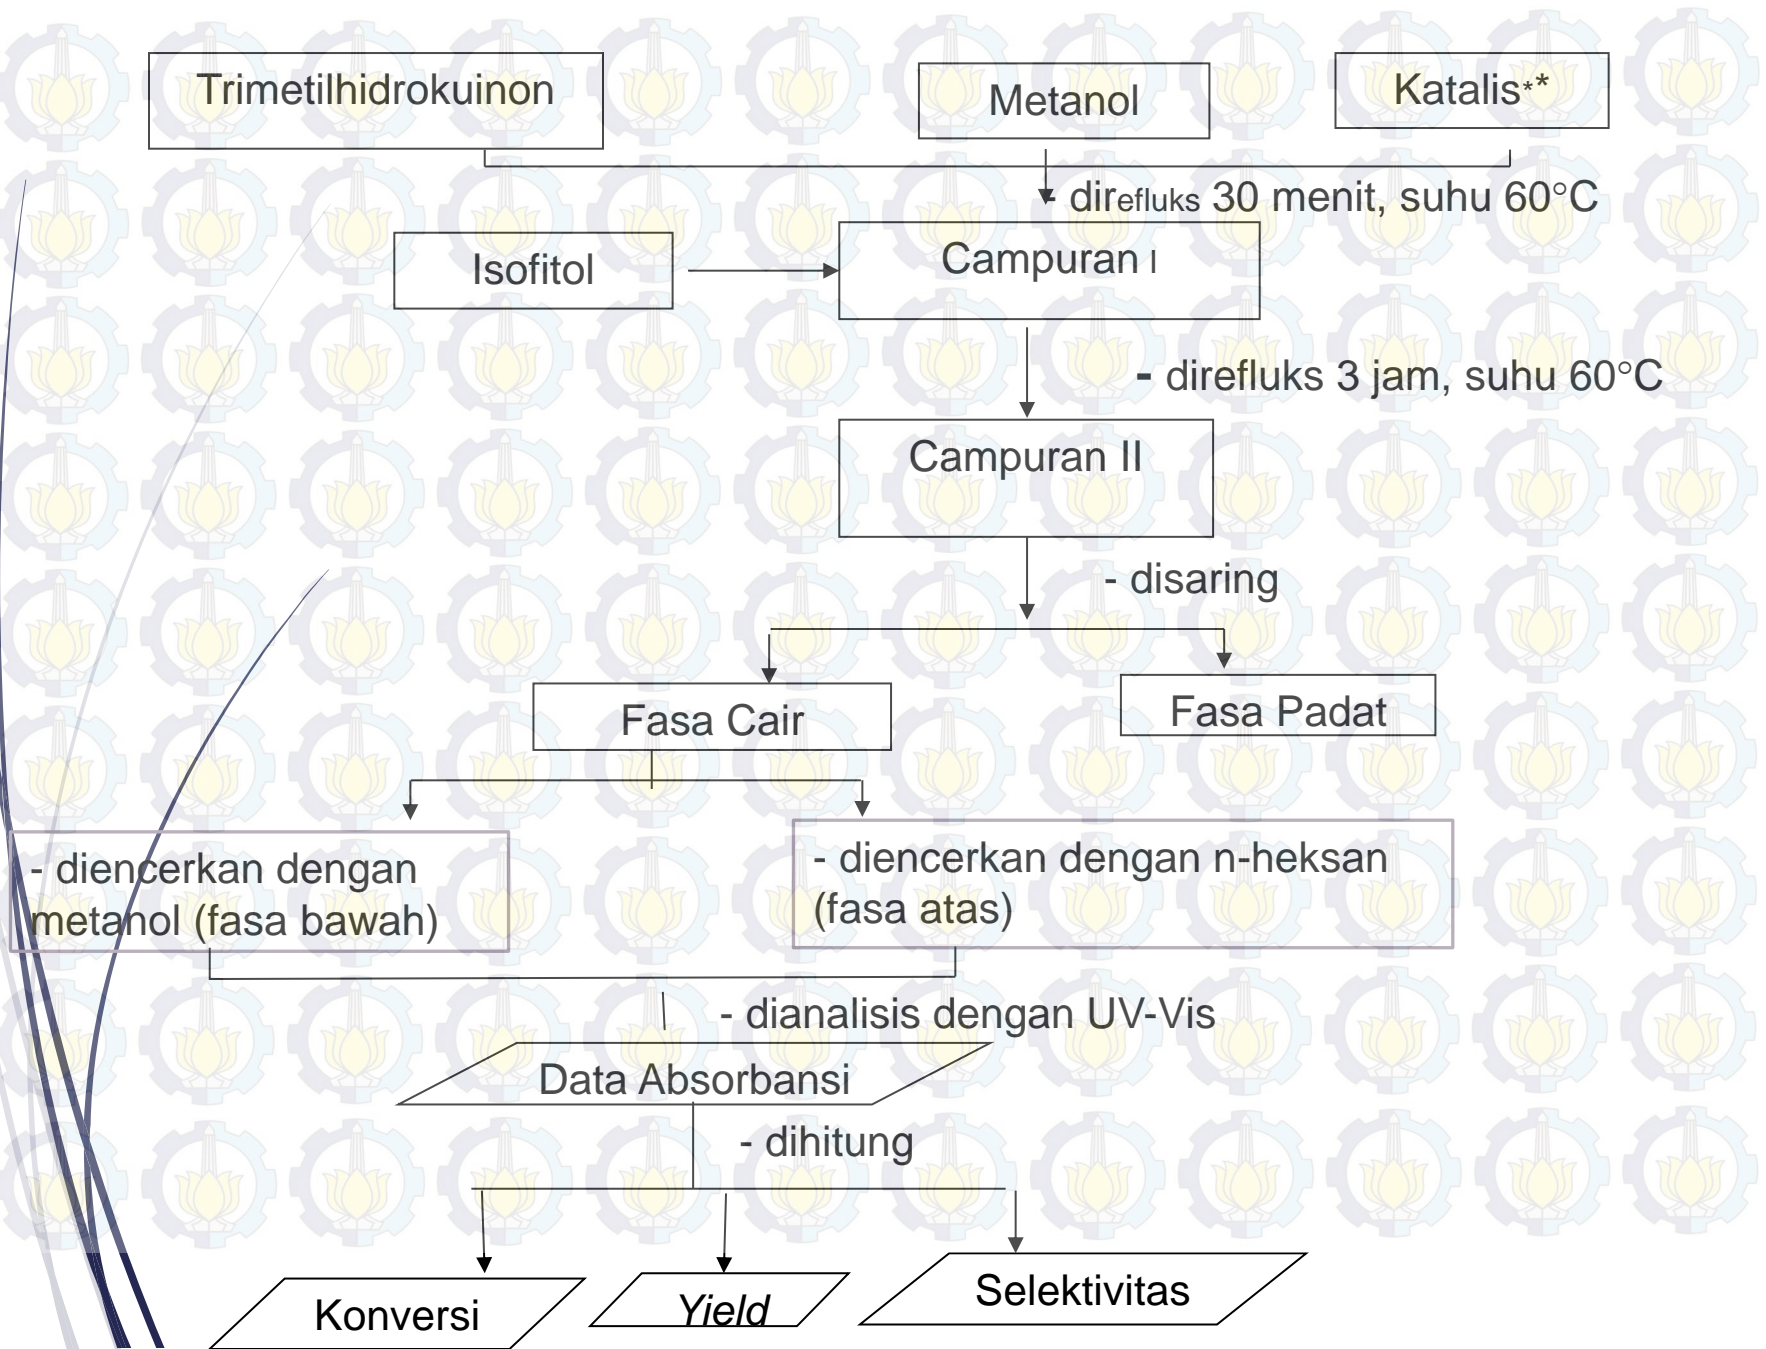 Trimetilhidrokuinon
Metanol
Katalis**
- direfluks 30 menit, suhu 60°C
Isofitol
Campuran I
- direfluks 3 jam, suhu 60°C
Campuran II
- disaring
Fasa Cair
Fasa Padat
- diencerkan dengan
metanol (fasa bawah)
- diencerkan dengan n-heksan
(fasa atas)
- dianalisis dengan UV-Vis
Data Absorbansi
- dihitung
Konversi
Yield
Selektivitas